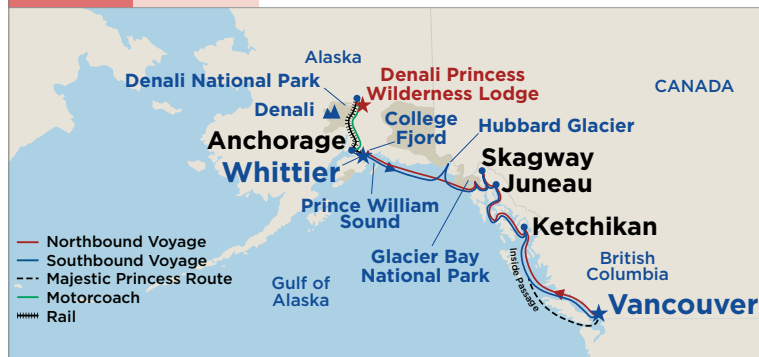 Alaska
Denali National Park
Denali Princess
Wilderness Lodge
CANADA
Denali
College
Fjord
Hubbard Glacier
Anchorage
Whittier
Skagway
Juneau
Prince William
Sound
Ketchikan
Glacier Bay
National Park
Northbound Voyage
Southbound Voyage
Majestic Princess Route
Motorcoach
Rail
Gulf of
Alaska
Inside Passage
British
Columbia
Vancouver